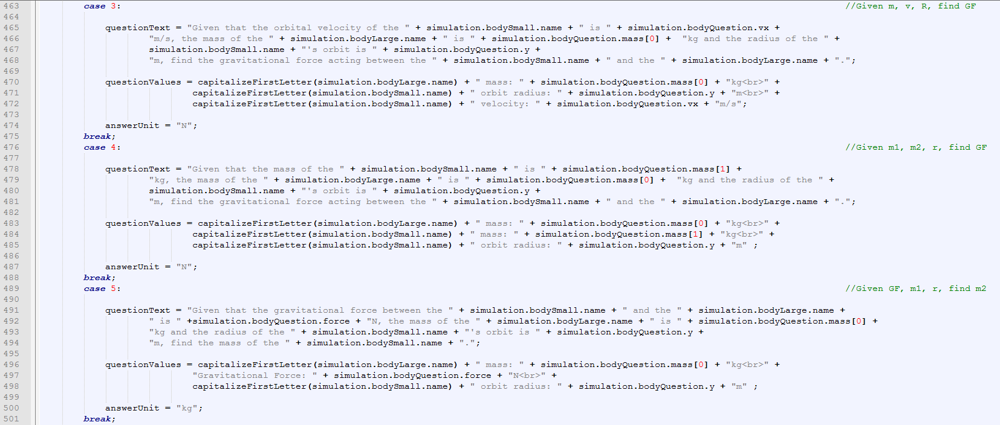 463 case 3: //Given m, v, R, find GF
464
465 questionText = "Given that the orbital velocity of the " + simulation.bodySmall.name + " is " + simulation.bodyQuestion.vx +
466 "m/s, the mass of the " + simulation.bodyLarge.name + " is " + simulation.bodyQuestion.mass[0] +  "kg and the radius of the " +
467 simulation.bodySmall.name + "'s orbit is " + simulation.bodyQuestion.y +
468 "m, find the gravitational force acting between the " + simulation.bodySmall.name + " and the " + simulation.bodyLarge.name + ".";
469
470 questionValues = capitalizeFirstLetter(simulation.bodyLarge.name) + " mass: " + simulation.bodyQuestion.mass[0] + "kg<br>" +
471 capitalizeFirstLetter(simulation.bodySmall.name) + " orbit radius: " + simulation.bodyQuestion.y + "m<br>" +
472 capitalizeFirstLetter(simulation.bodySmall.name) + " velocity: " + simulation.bodyQuestion.vx + "m/s";
473
474 answerUnit = "N";
475 break;
476 case 4: //Given m1, m2, r, find GF
477
478 questionText = "Given that the mass of the " + simulation.bodySmall.name + " is " + simulation.bodyQuestion.mass[1] +
479 "kg, the mass of the " + simulation.bodyLarge.name + " is " + simulation.bodyQuestion.mass[0] +  "kg and the radius of the " +
480 simulation.bodySmall.name + "'s orbit is " + simulation.bodyQuestion.y +
481 "m, find the gravitational force acting between the " + simulation.bodySmall.name + " and the " + simulation.bodyLarge.name + ".";
482
483 questionValues = capitalizeFirstLetter(simulation.bodyLarge.name) + " mass: " + simulation.bodyQuestion.mass[0] + "kg<br>" +
484 capitalizeFirstLetter(simulation.bodySmall.name) + " mass: " + simulation.bodyQuestion.mass[1] + "kg<br>" +
485 capitalizeFirstLetter(simulation.bodySmall.name) + " orbit radius: " + simulation.bodyQuestion.y + "m" ;
486
487 answerUnit = "N";
488 break;
489 case 5: //Given GF, m1, r, find m2
490
491 questionText = "Given that the gravitational force between the " + simulation.bodySmall.name + " and the " + simulation.bodyLarge.name +
492 " is " +simulation.bodyQuestion.force + "N, the mass of the " + simulation.bodyLarge.name + " is " + simulation.bodyQuestion.mass[0] +
493 "kg and the radius of the " + simulation.bodySmall.name + "'s orbit is " + simulation.bodyQuestion.y +
494 "m, find the mass of the " + simulation.bodySmall.name + ".";
495
496 questionValues = capitalizeFirstLetter(simulation.bodyLarge.name) + " mass: " + simulation.bodyQuestion.mass[0] + "kg<br>" +
497 "Gravitational Force: " + simulation.bodyQuestion.force + "N<br>" +
498 capitalizeFirstLetter(simulation.bodySmall.name) + " orbit radius: " + simulation.bodyQuestion.y + "m" ;
499
500 answerUnit = "kg";
501 break;